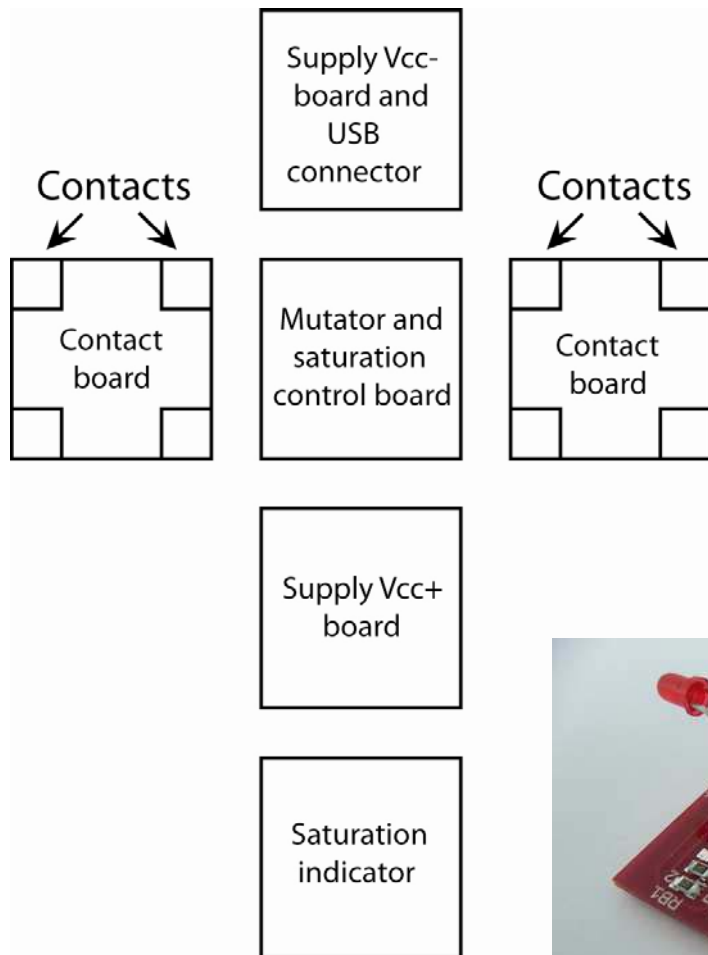 Supply Vcc-
board and
USB
connector
Contacts
Contacts
Contact
board
Mutator and
saturation
control board
Contact
board
Supply Vcc+
board
Saturation
indicator
RB1